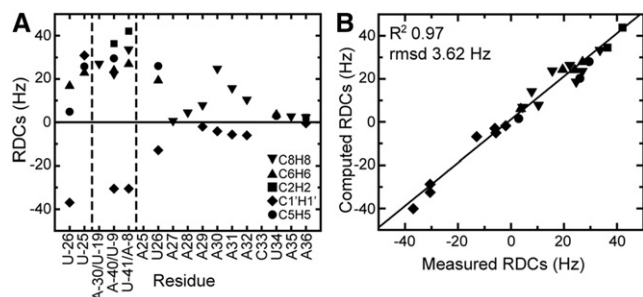 A
RDCs (Hz)
40
20
0
-20
-40
C8H8
C6H6
C2H2
C1'H1'
C5H5
U-26
U-25
A-30/U-19
A-40/U-9
U-41/A-8
A25
U26
A27
A28
A29
A30
A31
A32
C33
U34
A35
A36
Residue
B
R² 0.97
rmsd 3.62 Hz
Computed RDCs (Hz)
40
20
0
-20
-40
-40 -20 0 20 40
Measured RDCs (Hz)